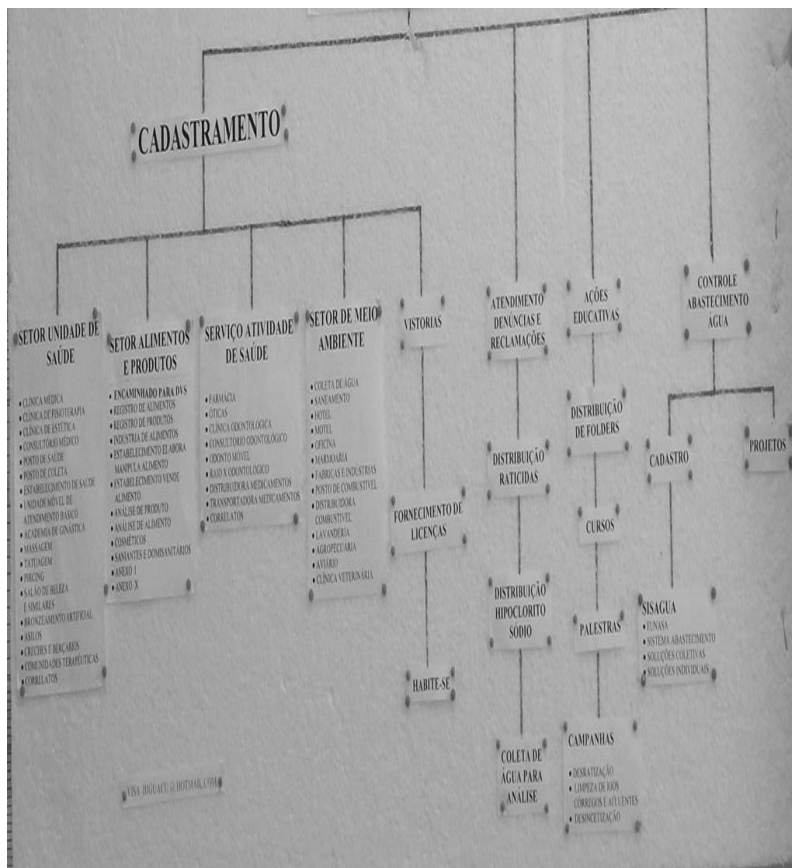 CADASTRAMENTO
SETOR UNIDADE DE
SAÚDE
• CLÍNICA MÉDICA
• CLÍNICA DE FISIOTERAPIA
• CLÍNICA DE ESTÉTICA
• CONSULTÓRIO MÉDICO
• POSTO DE SAÚDE
• POSTO DE COLETA
• ESTABELECIMENTO DE SAÚDE
• UNIDADE MÓVEL DE
ATENDIMENTO BÁSICO
• ACADEMIA DE GINÁSTICA
• MASSAGEM
• TATUAGEM
• PIRCING
• SALÃO DE BELEZA
E SIMILARES
• BRONZEAMENTO ARTIFICIAL
• ASILOS
• CRECHES E BERÇÁRIOS
• COMUNIDADES TERAPÊUTICAS
• CORRELATOS
SETOR ALIMENTOS
E PRODUTOS
• ENCAMINHADO PARA DVS
• REGISTRO DE ALIMENTOS
• REGISTRO DE PRODUTOS
• INDUSTRIA DE ALIMENTOS
• ESTABELECIMENTO ELABORA
MANIPULA ALIMENTO
• ESTABELECIMENTO VENDE
ALIMENTO
• ANÁLISE DE PRODUTO
• ANÁLISE DE ALIMENTO
• COSMÉTICOS
• SANIANTES E DOMISANITÁRIOS
• ANEXO I
• ANEXO X
SERVIÇO ATIVIDADE
DE SAÚDE
• FARMÁCIA
• ÓTICAS
• CLÍNICA ODONTOLÓGICA
• CONSULTÓRIO ODONTOLÓGICO
• ODONTO MÓVEL
• RAIO X ODONTOLÓGICO
• DISTRIBUIDORA MEDICAMENTOS
• TRANSPORTADORA MEDICAMENTOS
• CORRELATOS
SETOR DE MEIO
AMBIENTE
• COLETA DE ÁGUA
• SANEAMENTO
• HOTEL
• MOTEL
• OFICINA
• MARMORIA
• FABRICAS E INDUSTRIAS
• POSTO DE COMBUSTÍVEL
• DISTRIBUIDORA
COMBUSTÍVEL
• LAVANDERIA
• AGROPECUÁRIA
• AVIÁRIO
• CLÍNICA VETERINÁRIA
VISTORIAS
FORNECIMENTO DE
LICENÇAS
HABITE-SE
ATENDIMENTO
DENÚNCIAS E
RECLAMAÇÕES
DISTRIBUIÇÃO
RATICIDAS
DISTRIBUIÇÃO
HIPOCLORITO
SÓDIO
COLETA DE
ÁGUA PARA
ANÁLISE
AÇÕES
EDUCATIVAS
DISTRIBUIÇÃO
DE FOLDERS
CURSOS
PALESTRAS
CAMPANHAS
• DESRATIZAÇÃO
• LIMPEZA DE RIOS
CÓRREGOS E AFLUENTES
• DESINCETIZAÇÃO
CONTROLE
ABASTECIMENTO
ÁGUA
CADASTRO
PROJETOS
SISAGUA
• FUNASA
• SISTEMA ABASTECIMENTO
• SOLUÇÕES COLETIVAS
• SOLUÇÕES INDIVIDUAIS
VISA_BIGUACU@HOTMAIL.COM